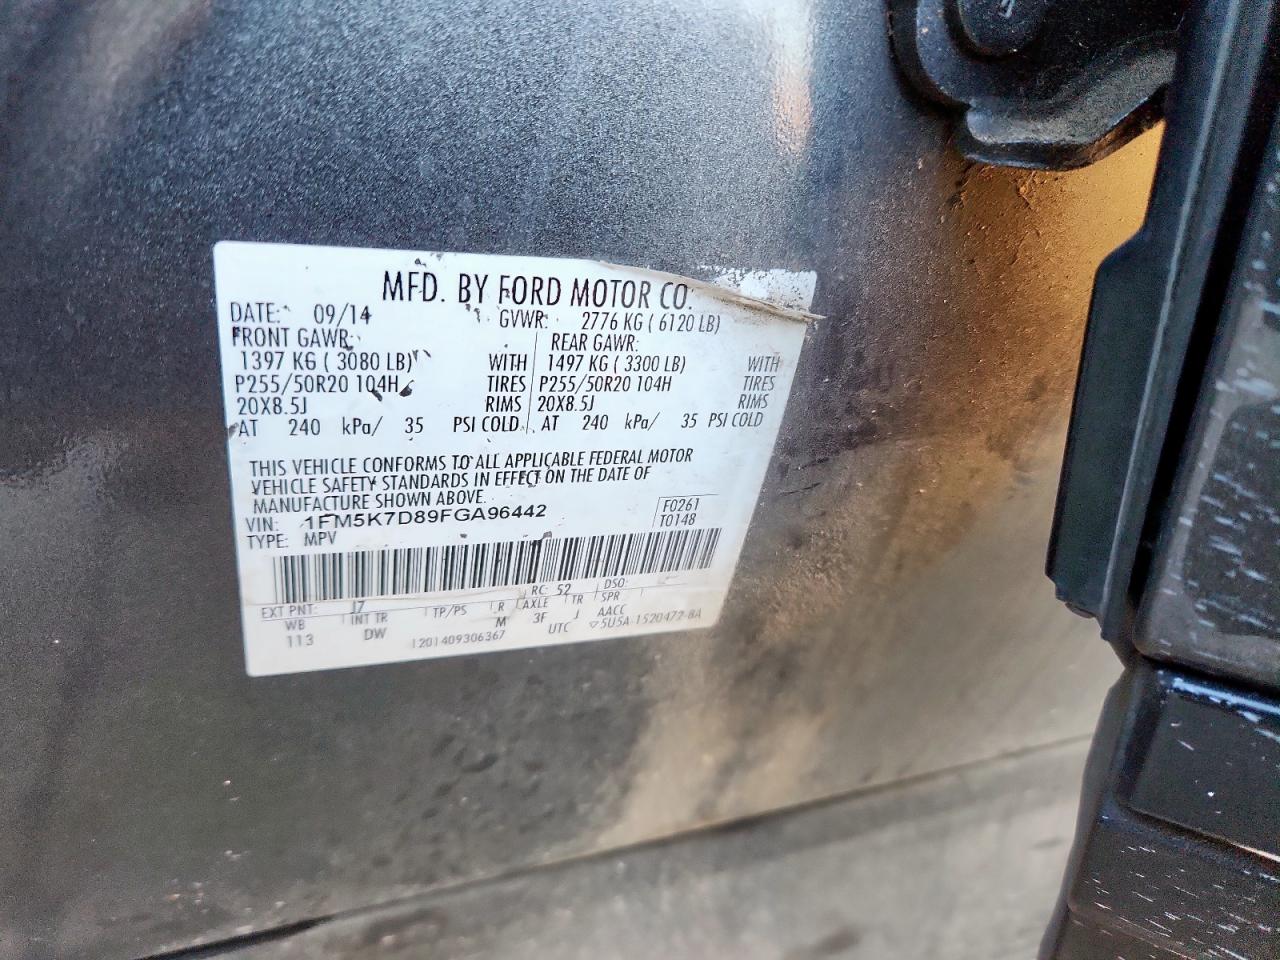 MFD. BY FORD MOTOR CO.
DATE: 09/14 GVWR: 2776 KG ( 6120 LB)
FRONT GAWR: REAR GAWR:
1397 KG ( 3080 LB) WITH 1497 KG ( 3300 LB) WITH
P255/50R20 104H TIRES P255/50R20 104H TIRES
20X8.5J RIMS 20X8.5J RIMS
AT 240 kPa/ 35 PSI COLD AT 240 kPa/ 35 PSI COLD
THIS VEHICLE CONFORMS TO ALL APPLICABLE FEDERAL MOTOR
VEHICLE SAFETY STANDARDS IN EFFECT ON THE DATE OF
MANUFACTURE SHOWN ABOVE.
VIN: 1FM5K7D89FGA96442 F0261
TYPE: MPV T0148
EXT PNT: J7 RC: 52 DSO:
WB INT TR TP/PS R AXLE TR SPR
113 DW M 3F J AACC
1201409306367 UTC ▽5U5A-1520472-8A